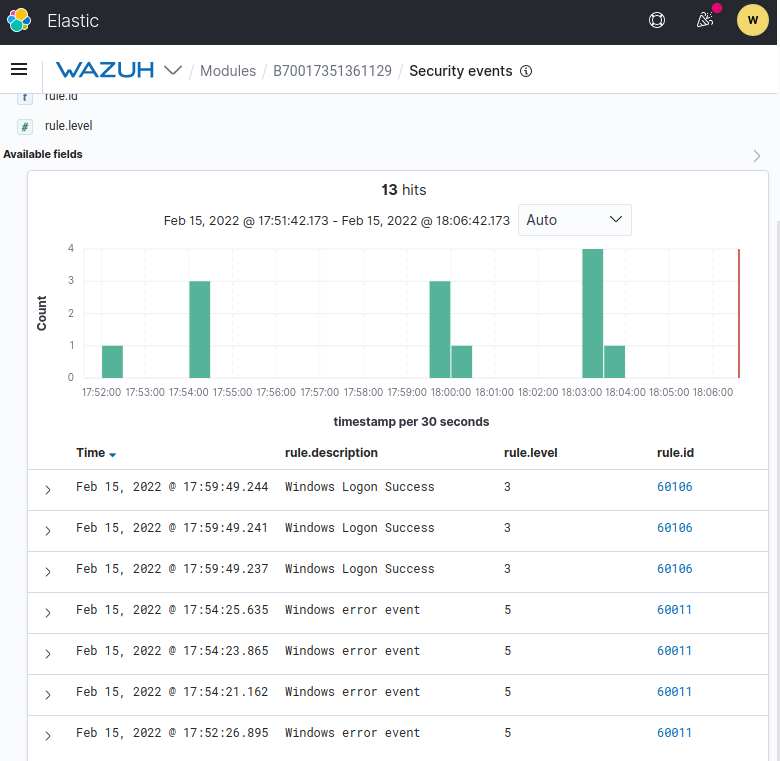 Elastic
W
WAZUH / Modules / B70017351361129 / Security events
t rule.id
# rule.level
Available fields
13 hits
Feb 15, 2022 @ 17:51:42.173 - Feb 15, 2022 @ 18:06:42.173 Auto
4
3
2
1
0
Count
17:52:00 17:53:00 17:54:00 17:55:00 17:56:00 17:57:00 17:58:00 17:59:00 18:00:00 18:01:00 18:02:00 18:03:00 18:04:00 18:05:00 18:06:00
timestamp per 30 seconds
Time rule.description rule.level rule.id
Feb 15, 2022 @ 17:59:49.244 Windows Logon Success 3 60106
Feb 15, 2022 @ 17:59:49.241 Windows Logon Success 3 60106
Feb 15, 2022 @ 17:59:49.237 Windows Logon Success 3 60106
Feb 15, 2022 @ 17:54:25.635 Windows error event 5 60011
Feb 15, 2022 @ 17:54:23.865 Windows error event 5 60011
Feb 15, 2022 @ 17:54:21.162 Windows error event 5 60011
Feb 15, 2022 @ 17:52:26.895 Windows error event 5 60011